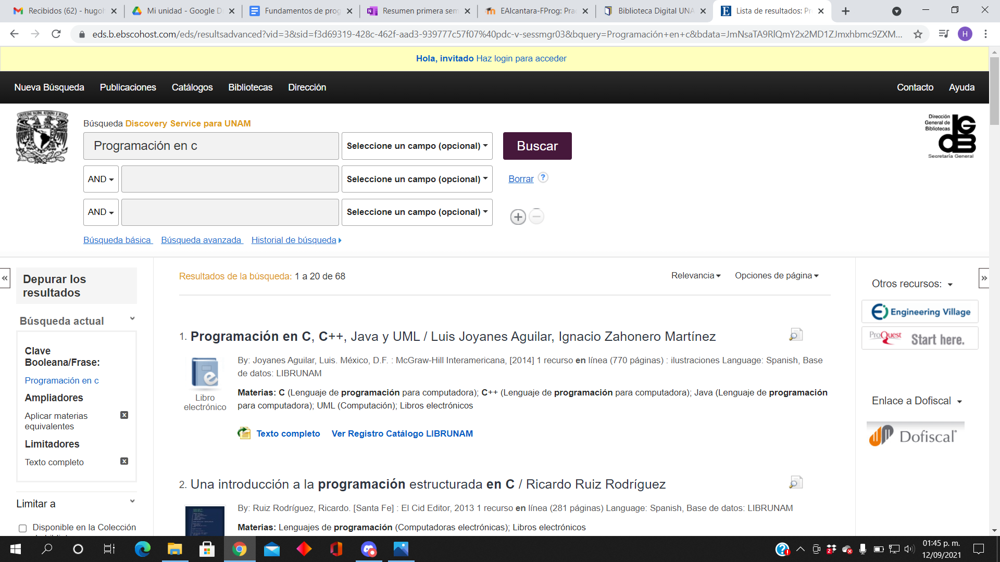 Recibidos (62) - hugoh
Mi unidad - Google D
Fundamentos de prog
Resumen primera sem
EAlcantara-FProg: Prac
Biblioteca Digital UNA
Lista de resultados: Pr
eds.b.ebscohost.com/eds/resultsadvanced?vid=3&sid=f3d69319-428c-462f-aad3-939777c57f07%40pdc-v-sessmgr03&bquery=Programación+en+c&bdata=JmNsaTA9RlQmY2x2MD1ZJmxhbmc9ZXM...
H
Hola, invitado Haz login para acceder
Nueva Búsqueda Publicaciones Catálogos Bibliotecas Dirección Contacto Ayuda
Búsqueda Discovery Service para UNAM
Programación en c
Seleccione un campo (opcional)
Buscar
Dirección
General de
Bibliotecas
Secretaría General
AND
Seleccione un campo (opcional)
Borrar
?
AND
Seleccione un campo (opcional)
Búsqueda básica Búsqueda avanzada Historial de búsqueda
Depurar los
resultados
Búsqueda actual
Clave
Booleana/Frase:
Programación en c
Ampliadores
Aplicar materias
equivalentes
Limitadores
Texto completo
Limitar a
Disponible en la Colección
Resultados de la búsqueda: 1 a 20 de 68
Relevancia Opciones de página
1. Programación en C, C++, Java y UML / Luis Joyanes Aguilar, Ignacio Zahonero Martínez
Libro
electrónico
By: Joyanes Aguilar, Luis. México, D.F. : McGraw-Hill Interamericana, [2014] 1 recurso en línea (770 páginas) : ilustraciones Language: Spanish, Base
de datos: LIBRUNAM
Materias: C (Lenguaje de programación para computadora); C++ (Lenguaje de programación para computadora); Java (Lenguaje de programación
para computadora); UML (Computación); Libros electrónicos
Texto completo Ver Registro Catálogo LIBRUNAM
2. Una introducción a la programación estructurada en C / Ricardo Ruiz Rodríguez
By: Ruiz Rodríguez, Ricardo. [Santa Fe] : El Cid Editor, 2013 1 recurso en línea (281 páginas) Language: Spanish, Base de datos: LIBRUNAM
Materias: Lenguajes de programación (Computadoras electrónicas); Libros electrónicos
Otros recursos:
Engineering Village
ProQuest Start here.
Enlace a Dofiscal
Dofiscal
01:45 p. m.
12/09/2021